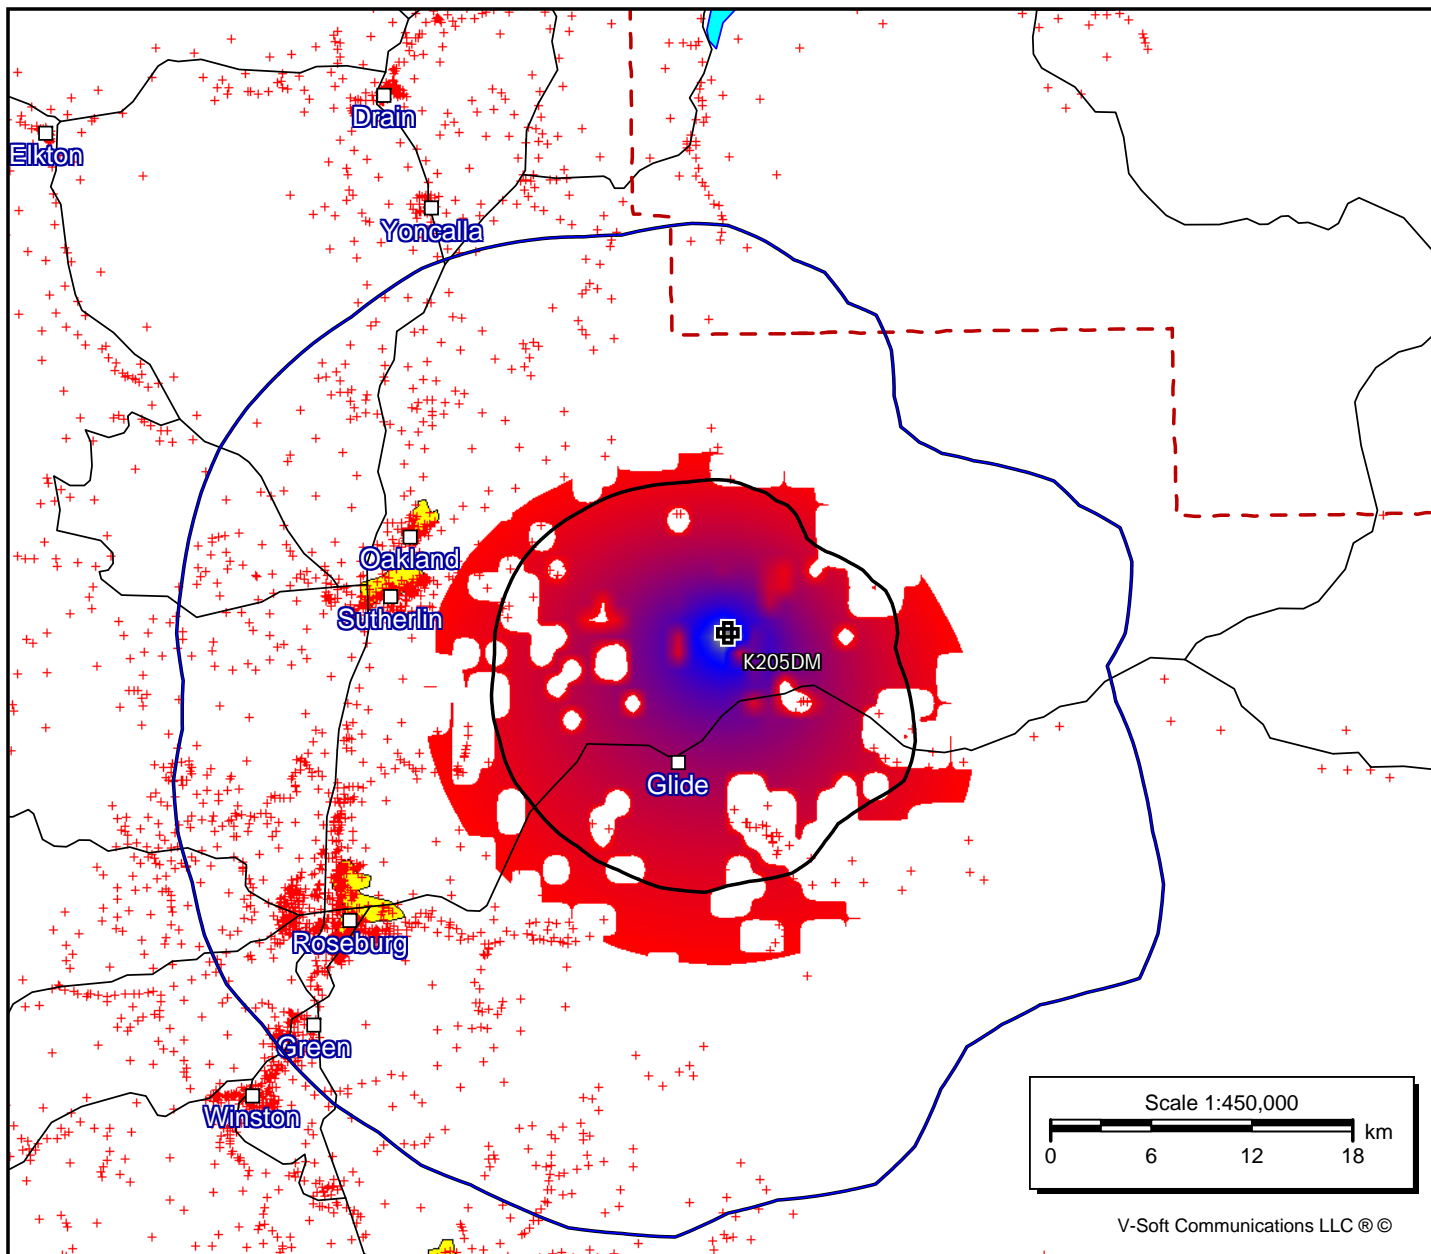 Drain
Elkton
Yoncalla
Oakland
Sutherlin
K205DM
Glide
Roseburg
Green
Winston
Scale 1:450,000
km
0 6 12 18
V-Soft Communications LLC ® ©